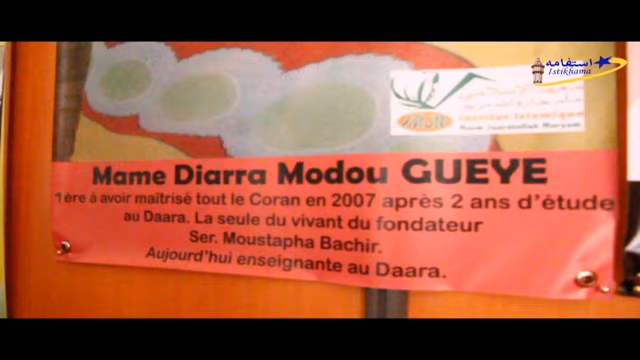 استقامه
Istikhama
Institut Islamique
Mame Diarra Modou GUEYE
1ère à avoir maîtrisé tout le Coran en 2007 après 2 ans d'étude
au Daara. La seule du vivant du fondateur
Ser. Moustapha Bachir.
Aujourd'hui enseignante au Daara.